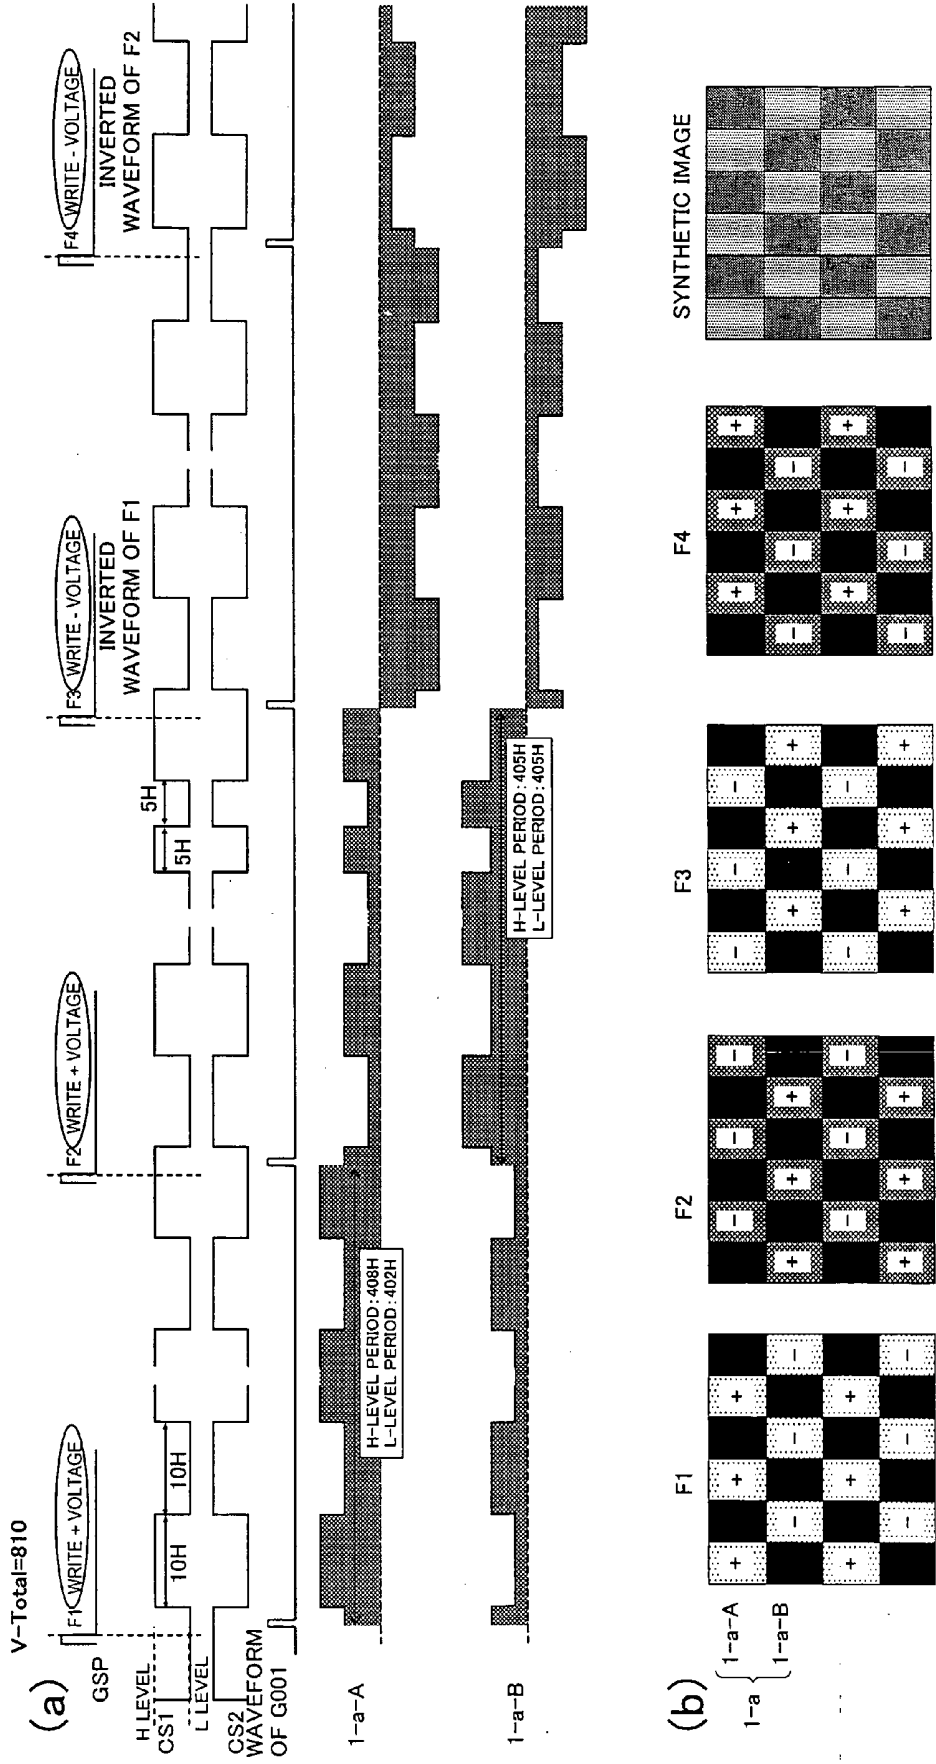 (a)
V-Total=810
GSP
F1 WRITE + VOLTAGE
F2 WRITE + VOLTAGE
F3 WRITE - VOLTAGE
INVERTED
WAVEFORM OF F1
F4 WRITE - VOLTAGE
INVERTED
WAVEFORM OF F2
H LEVEL
CS1
L LEVEL
10H
10H
5H
5H
CS2
WAVEFORM
OF G001
1-a-A
H-LEVEL PERIOD:408H
L-LEVEL PERIOD:402H
1-a-B
H-LEVEL PERIOD:405H
L-LEVEL PERIOD:405H
(b)
F1
F2
F3
F4
SYNTHETIC IMAGE
1-a
1-a-A
1-a-B
+ + +
- - -
+ + +
- - -
- - -
+ + +
- - -
+ + +
- - -
+ + +
- - -
+ + +
+ + +
- - -
+ + +
- - -